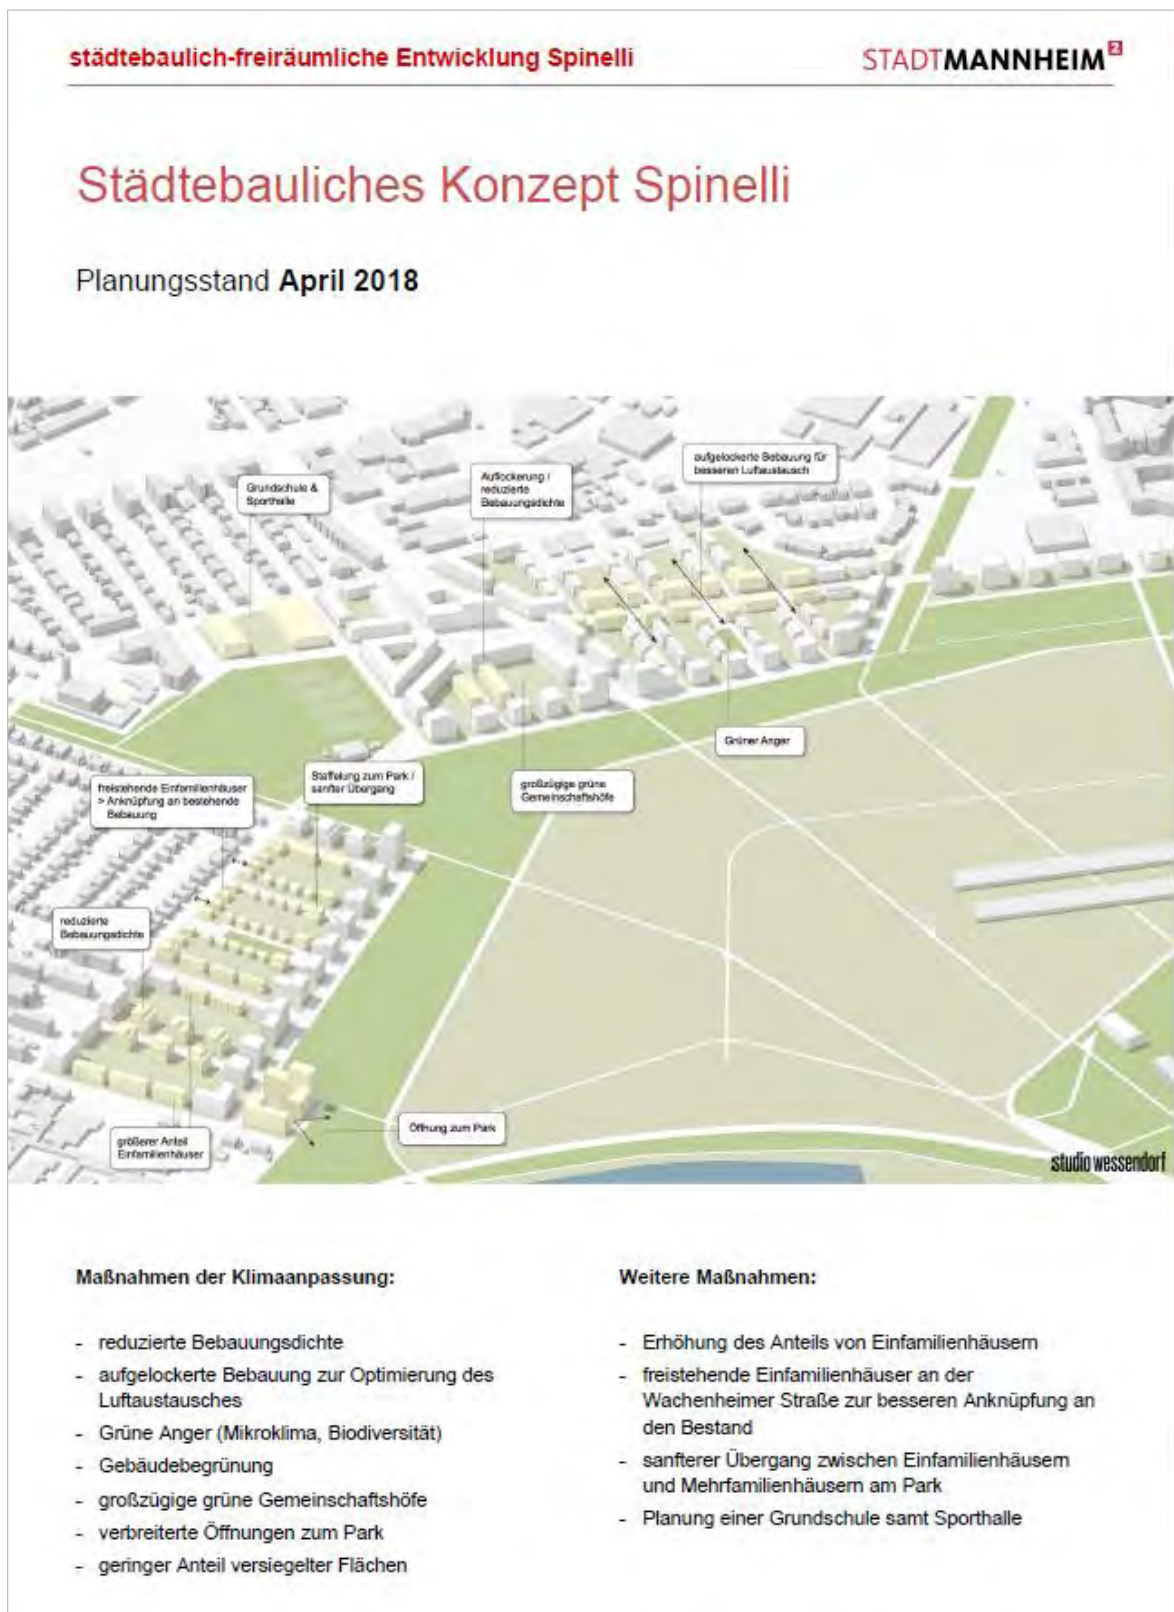 städtebaulich-freiräumliche Entwicklung Spinelli
STADTMANNHEIM²
Städtebauliches Konzept Spinelli
Planungsstand April 2018
aufgelockerte Bebauung für
besseren Luftaustausch
Auflockerung /
reduzierte
Bebauungsdichte
Grundschule &
Sporthalle
Grüner Anger
Staffelung zum Park /
sanfter Übergang
großzügige grüne
Gemeinschaftshöfe
freistehende Einfamilienhäuser
> Anknüpfung an bestehende
Bebauung
reduzierte
Bebauungsdichte
größerer Anteil
Einfamilienhäuser
Öffnung zum Park
studio wessendorf
Maßnahmen der Klimaanpassung:
- reduzierte Bebauungsdichte
- aufgelockerte Bebauung zur Optimierung des
Luftaustausches
- Grüne Anger (Mikroklima, Biodiversität)
- Gebäudebegrünung
- großzügige grüne Gemeinschaftshöfe
- verbreiterte Öffnungen zum Park
- geringer Anteil versiegelter Flächen
Weitere Maßnahmen:
- Erhöhung des Anteils von Einfamilienhäusern
- freistehende Einfamilienhäuser an der
Wachenheimer Straße zur besseren Anknüpfung an
den Bestand
- sanfterer Übergang zwischen Einfamilienhäusern
und Mehrfamilienhäusern am Park
- Planung einer Grundschule samt Sporthalle